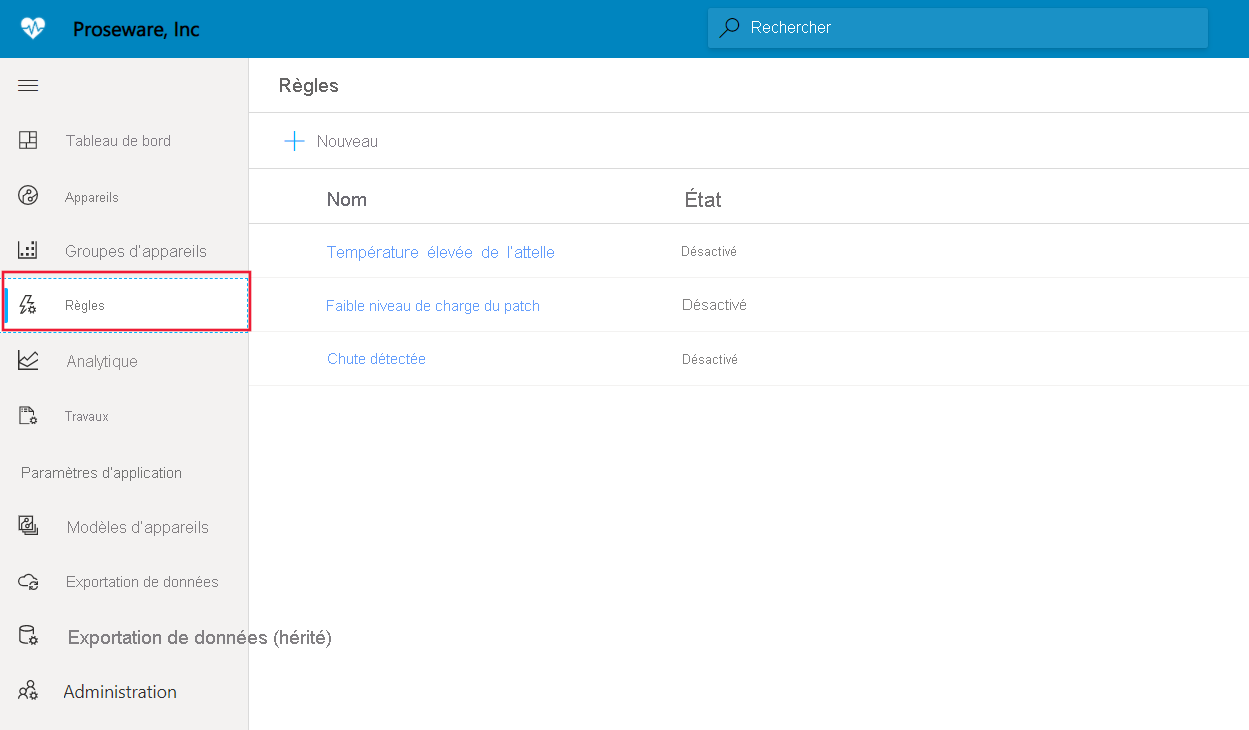 Proseware, Inc
Rechercher
Règles
Nouveau
Nom État
Température élevée de l'attelle Désactivé
Faible niveau de charge du patch Désactivé
Chute détectée Désactivé
Tableau de bord
Appareils
Groupes d'appareils
Règles
Analytique
Travaux
Paramètres d'application
Modèles d'appareils
Exportation de données
Exportation de données (hérité)
Administration